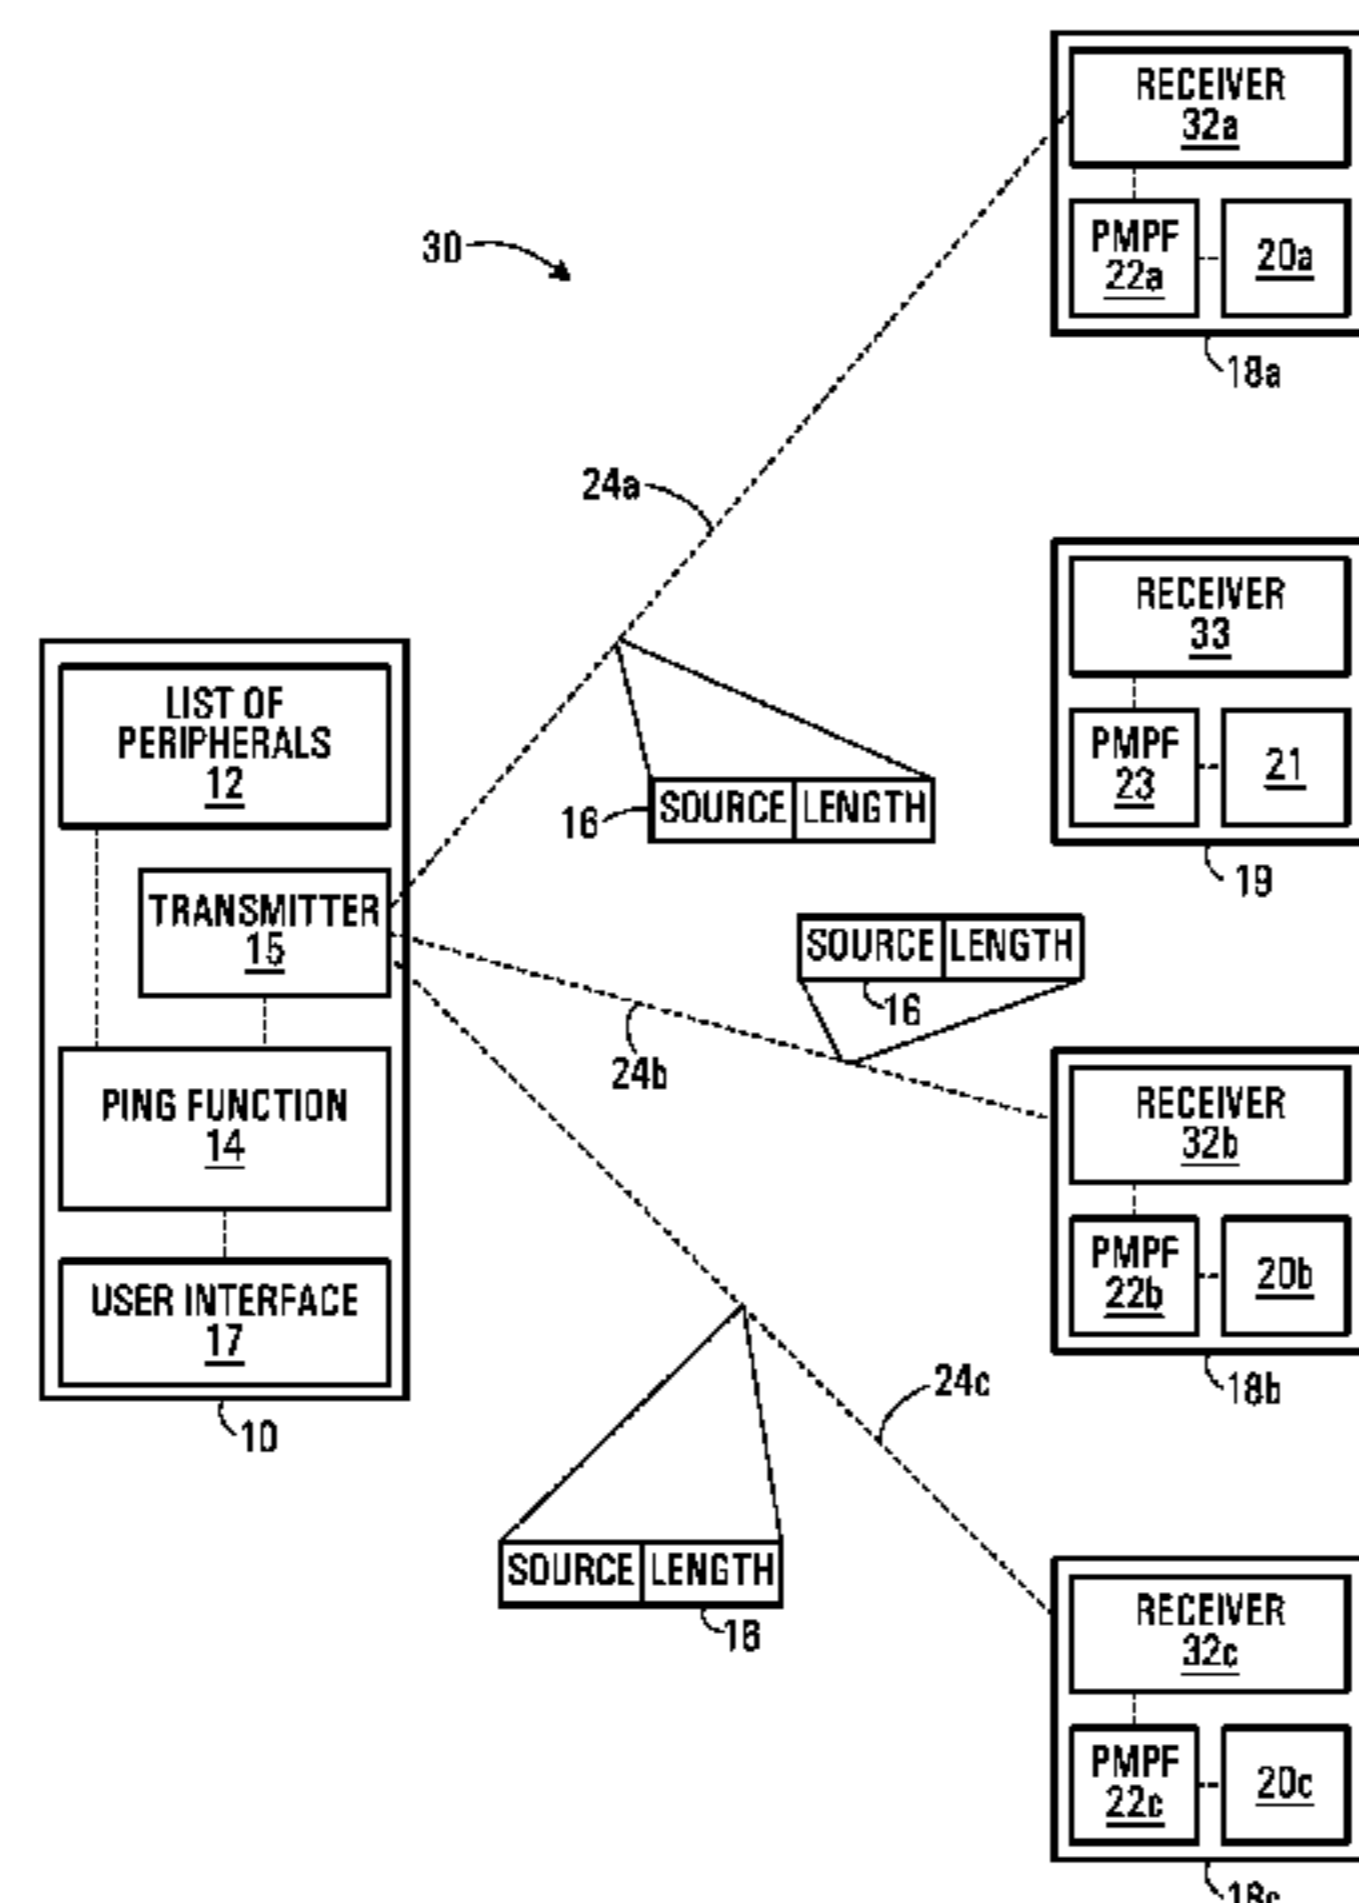 RECEIVER
32a
PMPF
22a
20a
18a
30
24a
RECEIVER
33
PMPF
23
21
19
LIST OF
PERIPHERALS
12
16
SOURCE LENGTH
TRANSMITTER
15
SOURCE LENGTH
16
24b
PING FUNCTION
14
RECEIVER
32b
PMPF
22b
20b
18b
USER INTERFACE
17
10
24c
SOURCE LENGTH
16
RECEIVER
32c
PMPF
22c
20c
18c